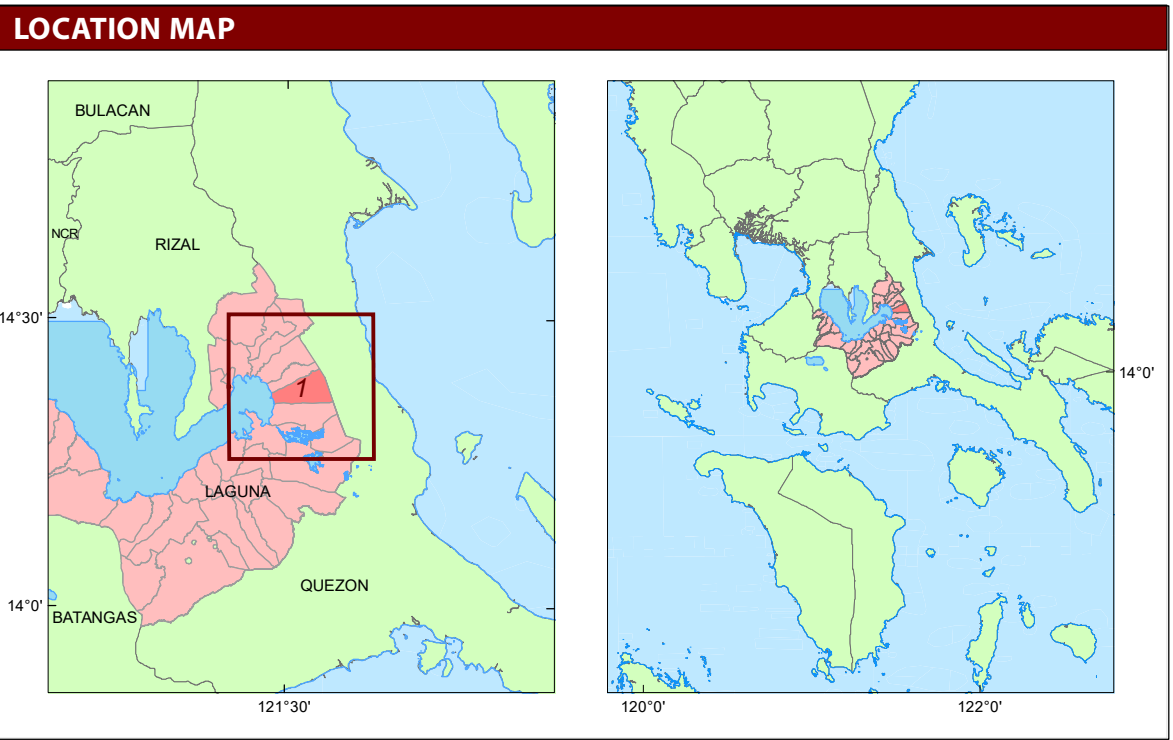 LOCATION MAP
BULACAN
NCR
RIZAL
14°30'
1
LAGUNA
QUEZON
14°0'
BATANGAS
121°30'
14°0'
120°0'
122°0'